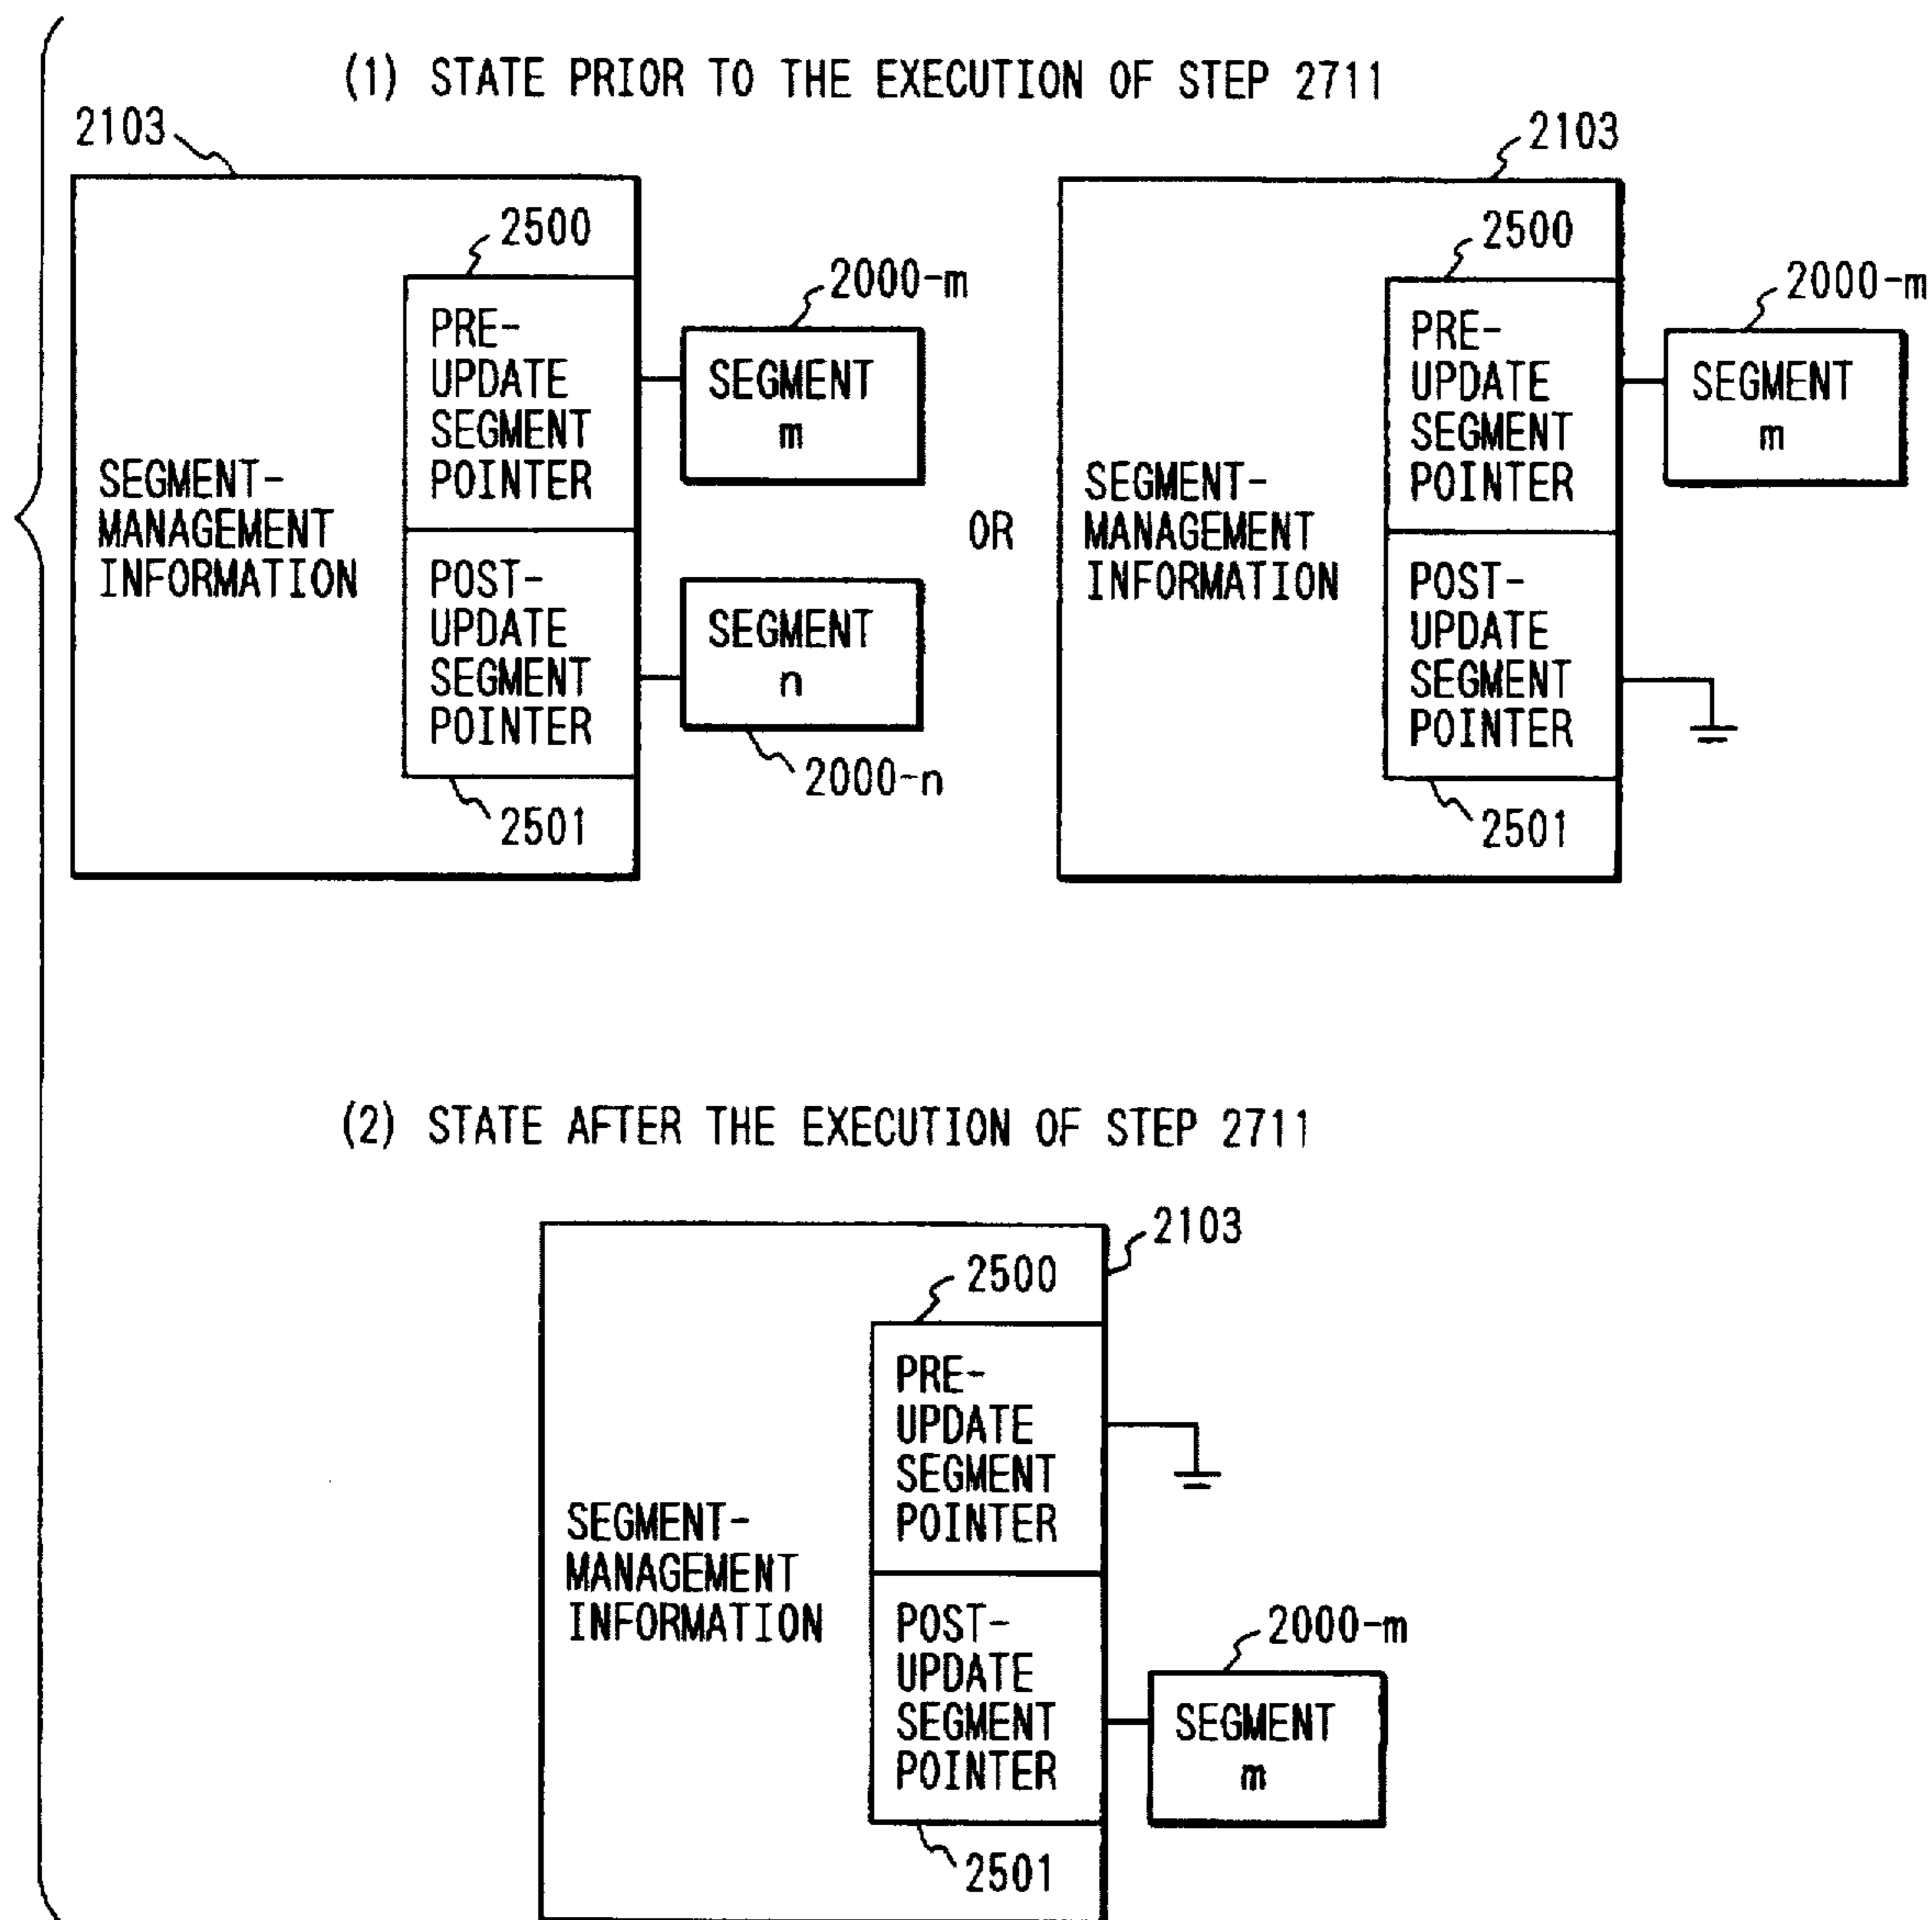 (1) STATE PRIOR TO THE EXECUTION OF STEP 2711
2103
2500
PRE-
UPDATE
SEGMENT
POINTER
SEGMENT-
MANAGEMENT
INFORMATION
POST-
UPDATE
SEGMENT
POINTER
2501
2000-m
SEGMENT
m
SEGMENT
n
2000-n
OR
2103
2500
PRE-
UPDATE
SEGMENT
POINTER
SEGMENT-
MANAGEMENT
INFORMATION
POST-
UPDATE
SEGMENT
POINTER
2501
2000-m
SEGMENT
m
(2) STATE AFTER THE EXECUTION OF STEP 2711
2103
2500
PRE-
UPDATE
SEGMENT
POINTER
SEGMENT-
MANAGEMENT
INFORMATION
POST-
UPDATE
SEGMENT
POINTER
2501
2000-m
SEGMENT
m